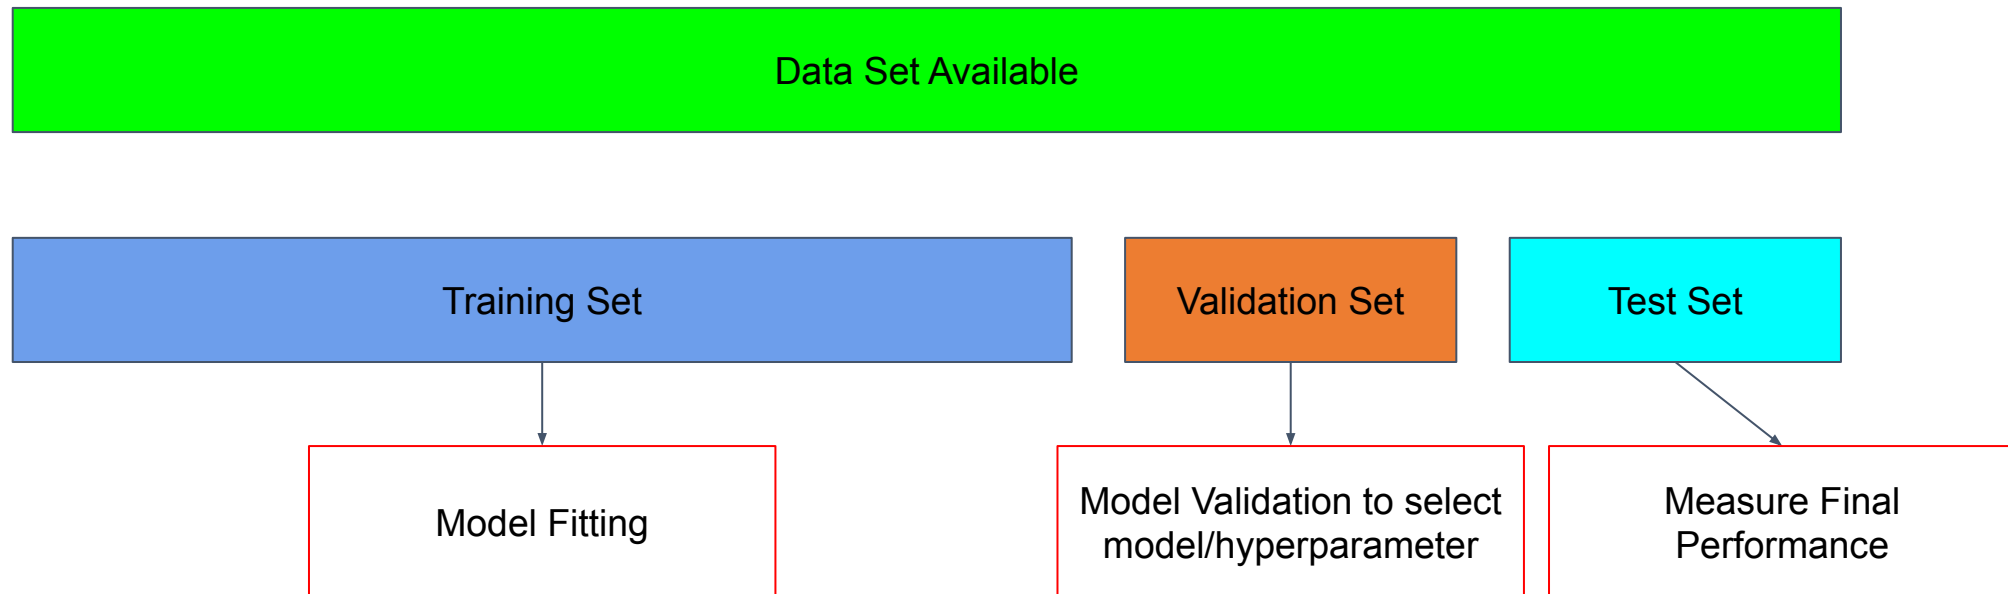 Data Set Available
Training Set
Validation Set
Test Set
Model Fitting
Model Validation to select
model/hyperparameter
Measure Final
Performance